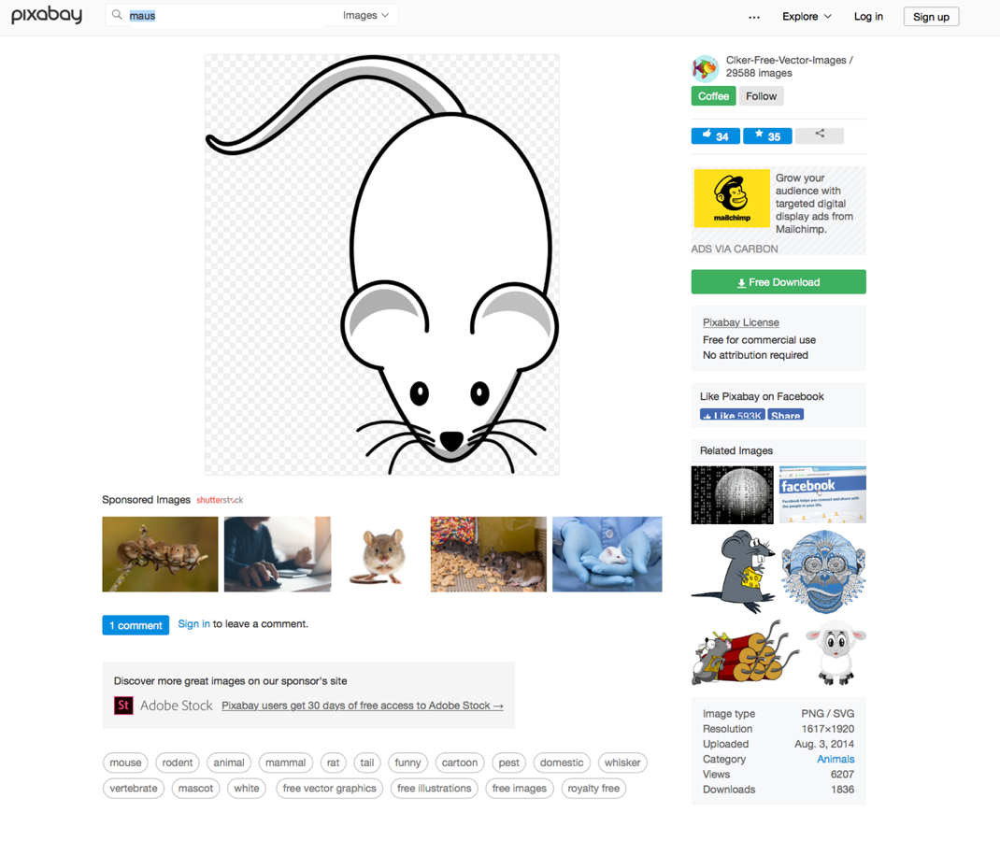 pixabay
maus
Images
...
Explore
Log in
Sign up
Clker-Free-Vector-Images /
29588 images
Coffee
Follow
34
35
mailchimp
Grow your
audience with
targeted digital
display ads from
Mailchimp.
ADS VIA CARBON
Free Download
Pixabay License
Free for commercial use
No attribution required
Like Pixabay on Facebook
Like 593K
Share
Related Images
facebook
Sponsored Images shutterstock
1 comment
Sign in to leave a comment.
Discover more great images on our sponsor's site
St Adobe Stock Pixabay users get 30 days of free access to Adobe Stock →
mouse rodent animal mammal rat tail funny cartoon pest domestic whisker
vertebrate mascot white free vector graphics free illustrations free images royalty free
Image type PNG / SVG
Resolution 1617×1920
Uploaded Aug. 3, 2014
Category Animals
Views 6207
Downloads 1836